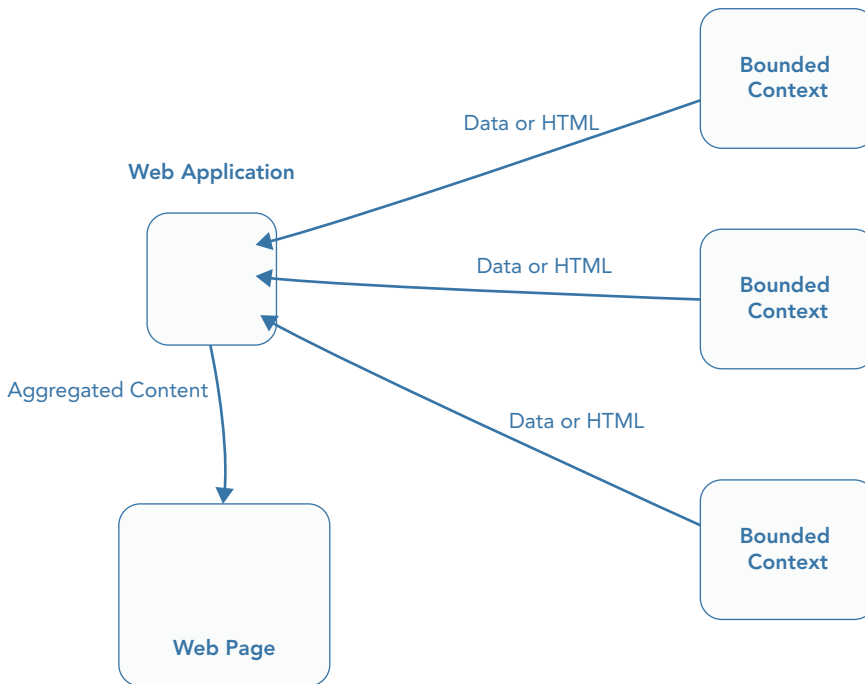 Bounded
Context
Data or HTML
Web Application
Data or HTML
Bounded
Context
Aggregated Content
Data or HTML
Bounded
Context
Web Page